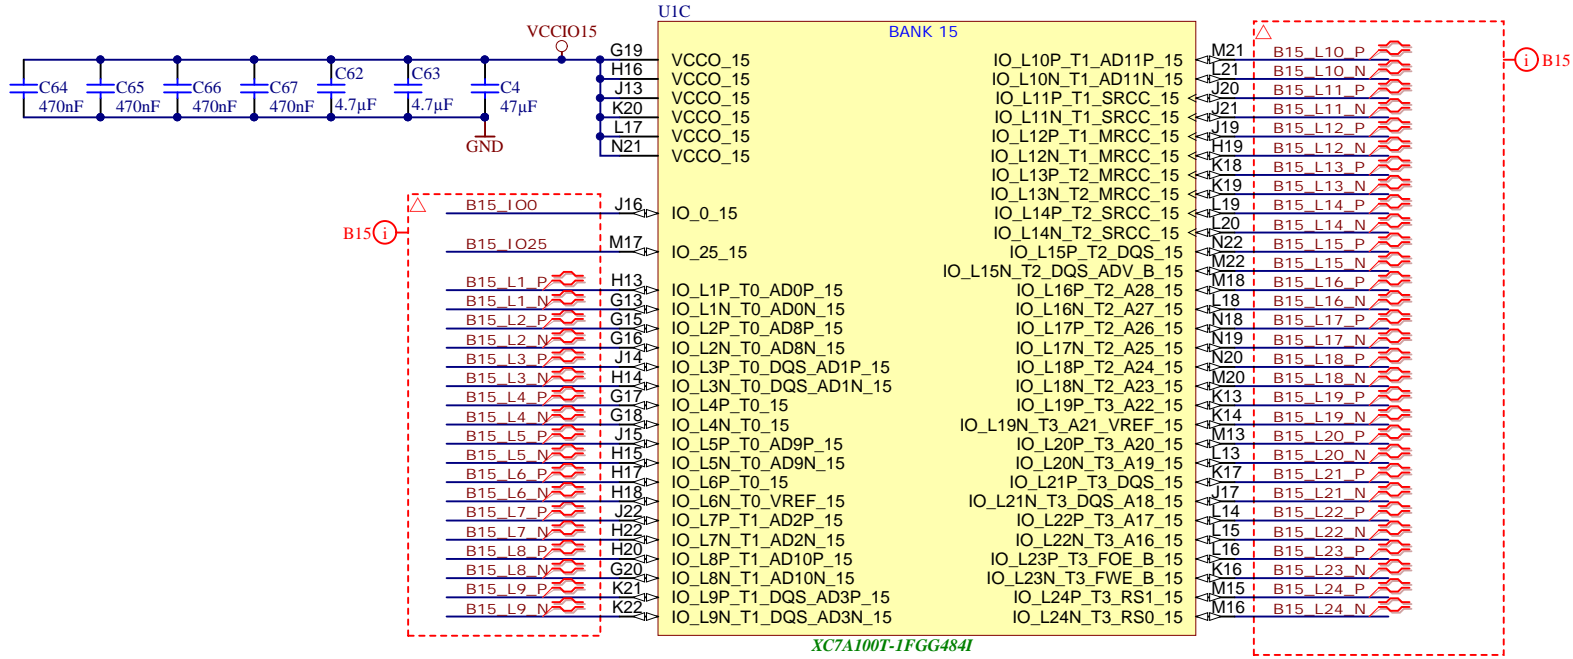 U1C
BANK 15
VCCIO15
C64 470nF
C65 470nF
C66 470nF
C67 470nF
C62 4.7µF
C63 4.7µF
C4 47µF
GND
G19 VCCO_15
H16 VCCO_15
J13 VCCO_15
K20 VCCO_15
L17 VCCO_15
N21 VCCO_15
B15 i
B15_IO0 J16 IO_0_15
B15_IO25 M17 IO_25_15
B15_L1_P H13 IO_L1P_T0_AD0P_15
B15_L1_N G13 IO_L1N_T0_AD0N_15
B15_L2_P G15 IO_L2P_T0_AD8P_15
B15_L2_N G16 IO_L2N_T0_AD8N_15
B15_L3_P J14 IO_L3P_T0_DQS_AD1P_15
B15_L3_N H14 IO_L3N_T0_DQS_AD1N_15
B15_L4_P G17 IO_L4P_T0_15
B15_L4_N G18 IO_L4N_T0_15
B15_L5_P J15 IO_L5P_T0_AD9P_15
B15_L5_N H15 IO_L5N_T0_AD9N_15
B15_L6_P H17 IO_L6P_T0_15
B15_L6_N H18 IO_L6N_T0_VREF_15
B15_L7_P J22 IO_L7P_T1_AD2P_15
B15_L7_N H22 IO_L7N_T1_AD2N_15
B15_L8_P H20 IO_L8P_T1_AD10P_15
B15_L8_N G20 IO_L8N_T1_AD10N_15
B15_L9_P K21 IO_L9P_T1_DQS_AD3P_15
B15_L9_N K22 IO_L9N_T1_DQS_AD3N_15
IO_L10P_T1_AD11P_15 M21 B15_L10_P
IO_L10N_T1_AD11N_15 L21 B15_L10_N
IO_L11P_T1_SRCC_15 J20 B15_L11_P
IO_L11N_T1_SRCC_15 J21 B15_L11_N
IO_L12P_T1_MRCC_15 J19 B15_L12_P
IO_L12N_T1_MRCC_15 H19 B15_L12_N
IO_L13P_T2_MRCC_15 K18 B15_L13_P
IO_L13N_T2_MRCC_15 K19 B15_L13_N
IO_L14P_T2_SRCC_15 L19 B15_L14_P
IO_L14N_T2_SRCC_15 L20 B15_L14_N
IO_L15P_T2_DQS_15 N22 B15_L15_P
IO_L15N_T2_DQS_ADV_B_15 M22 B15_L15_N
IO_L16P_T2_A28_15 M18 B15_L16_P
IO_L16N_T2_A27_15 L18 B15_L16_N
IO_L17P_T2_A26_15 N18 B15_L17_P
IO_L17N_T2_A25_15 N19 B15_L17_N
IO_L18P_T2_A24_15 N20 B15_L18_P
IO_L18N_T2_A23_15 M20 B15_L18_N
IO_L19P_T3_A22_15 K13 B15_L19_P
IO_L19N_T3_A21_VREF_15 K14 B15_L19_N
IO_L20P_T3_A20_15 M13 B15_L20_P
IO_L20N_T3_A19_15 L13 B15_L20_N
IO_L21P_T3_DQS_15 K17 B15_L21_P
IO_L21N_T3_DQS_A18_15 J17 B15_L21_N
IO_L22P_T3_A17_15 L14 B15_L22_P
IO_L22N_T3_A16_15 L15 B15_L22_N
IO_L23P_T3_FOE_B_15 L16 B15_L23_P
IO_L23N_T3_FWE_B_15 K16 B15_L23_N
IO_L24P_T3_RS1_15 M15 B15_L24_P
IO_L24N_T3_RS0_15 M16 B15_L24_N
i B15
XC7A100T-1FGG484I